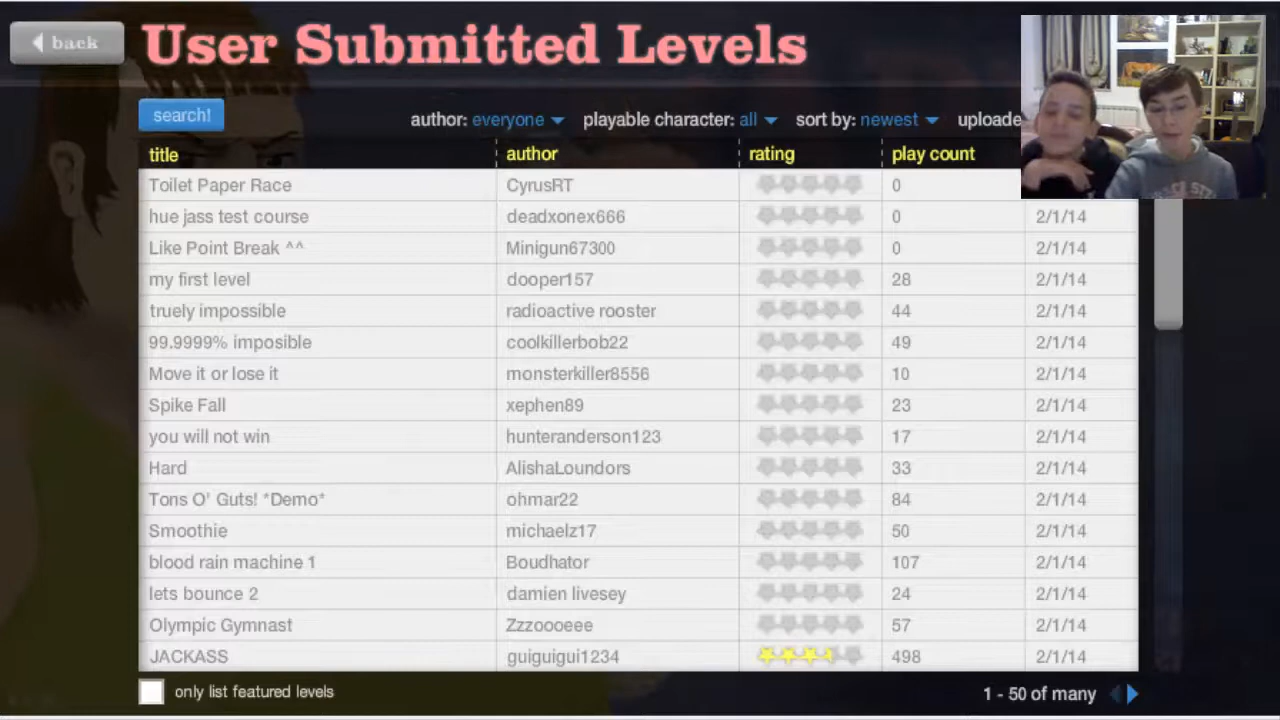 back
User Submitted Levels
search!
author: everyone playable character: all sort by: newest uploade
title author rating play count
Toilet Paper Race CyrusRT 0
hue jass test course deadxonex666 0 2/1/14
Like Point Break ^^ Minigun67300 0 2/1/14
my first level dooper157 28 2/1/14
truely impossible radioactive rooster 44 2/1/14
99.9999% imposible coolkillerbob22 49 2/1/14
Move it or lose it monsterkiller8556 10 2/1/14
Spike Fall xephen89 23 2/1/14
you will not win hunteranderson123 17 2/1/14
Hard AlishaLoundors 33 2/1/14
Tons O' Guts! *Demo* ohmar22 84 2/1/14
Smoothie michaelz17 50 2/1/14
blood rain machine 1 Boudhator 107 2/1/14
lets bounce 2 damien livesey 24 2/1/14
Olympic Gymnast Zzzoooeee 57 2/1/14
JACKASS guiguigui1234 498 2/1/14
only list featured levels 1 - 50 of many